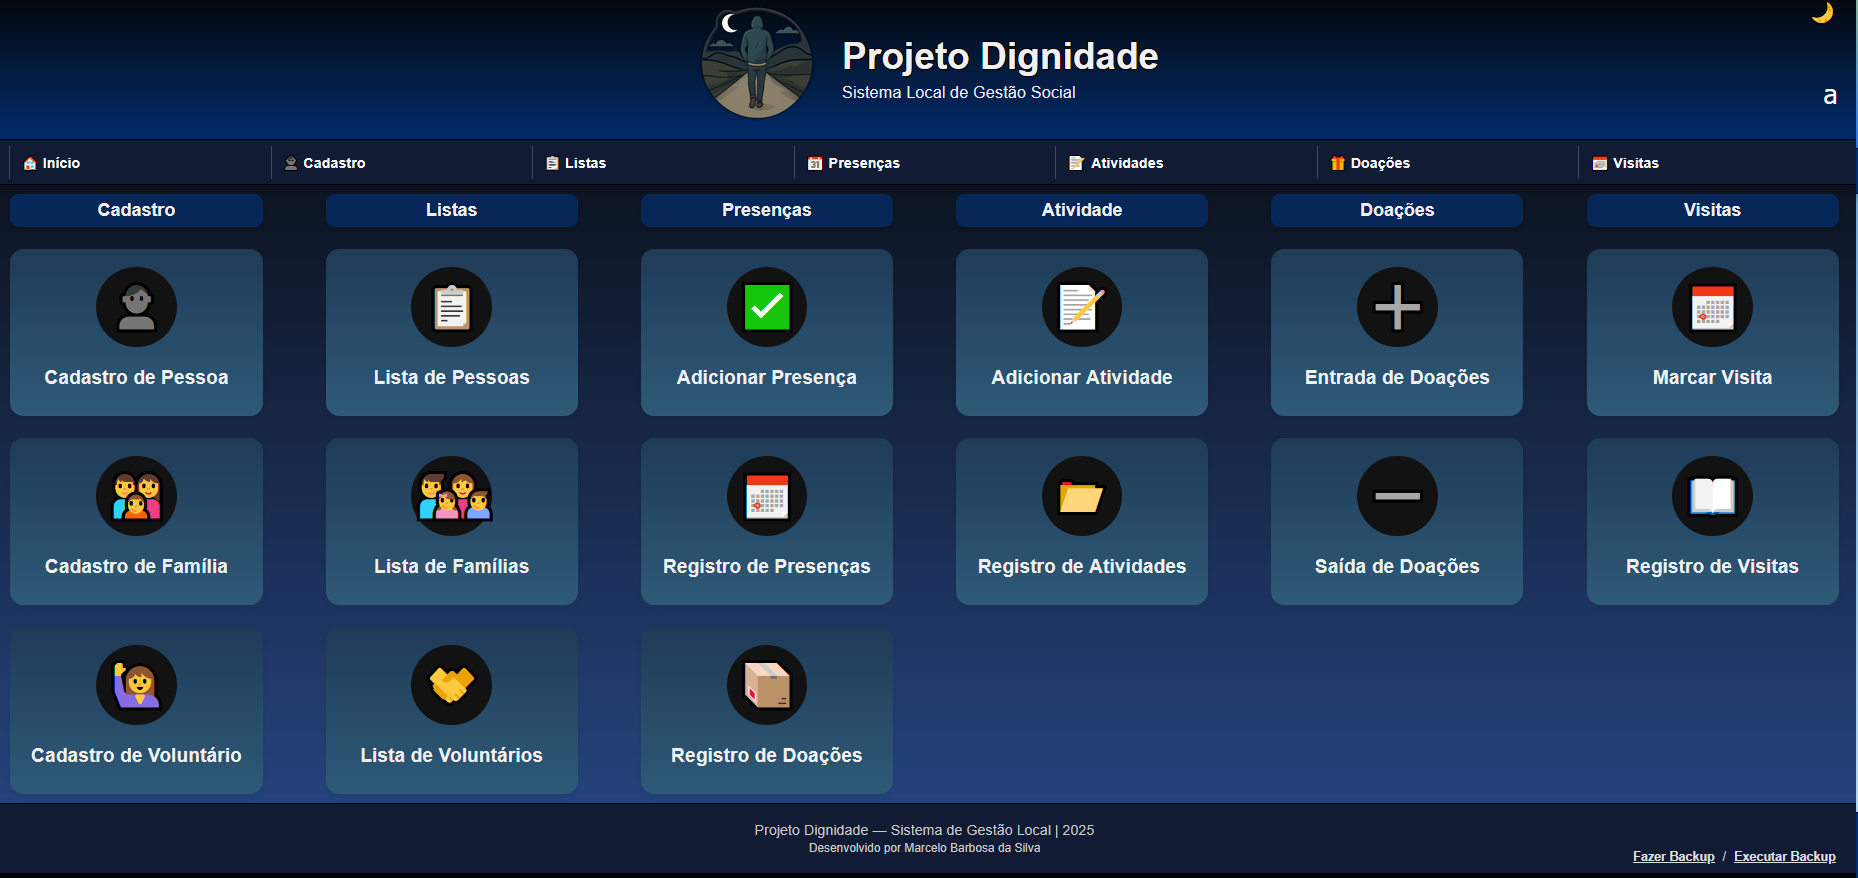 Projeto Dignidade
Sistema Local de Gestão Social
a
Início
Cadastro
Listas
Presenças
Atividades
Doações
Visitas
Cadastro
Listas
Presenças
Atividade
Doações
Visitas
Cadastro de Pessoa
Lista de Pessoas
Adicionar Presença
Adicionar Atividade
Entrada de Doações
Marcar Visita
Cadastro de Família
Lista de Famílias
Registro de Presenças
Registro de Atividades
Saída de Doações
Registro de Visitas
Cadastro de Voluntário
Lista de Voluntários
Registro de Doações
Projeto Dignidade — Sistema de Gestão Local | 2025
Desenvolvido por Marcelo Barbosa da Silva
Fazer Backup / Executar Backup